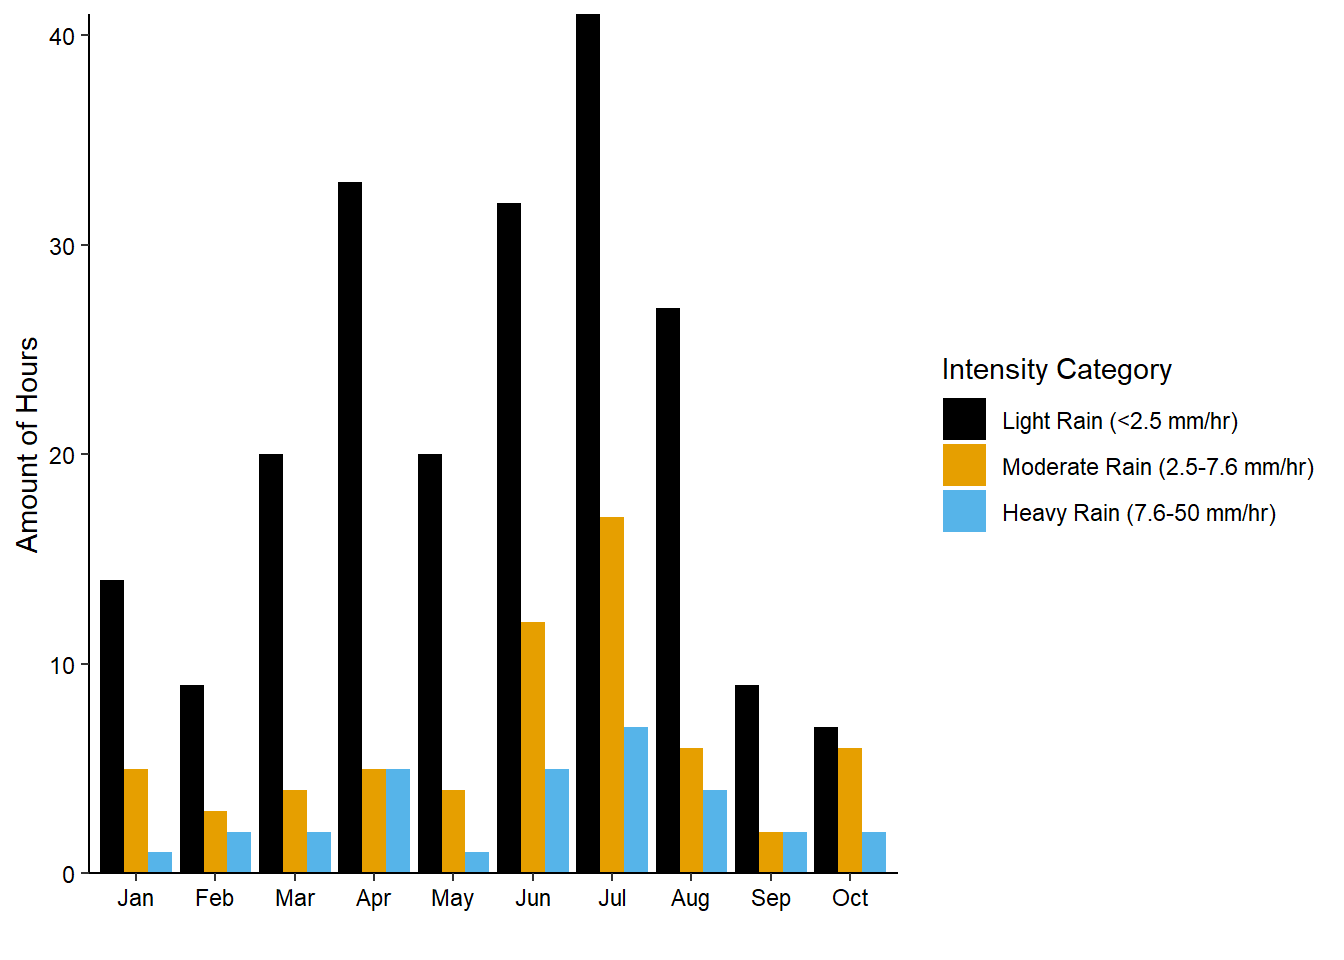 40
30
20
10
0
Amount of Hours
Jan Feb Mar Apr May Jun Jul Aug Sep Oct
Intensity Category
Light Rain (<2.5 mm/hr)
Moderate Rain (2.5-7.6 mm/hr)
Heavy Rain (7.6-50 mm/hr)